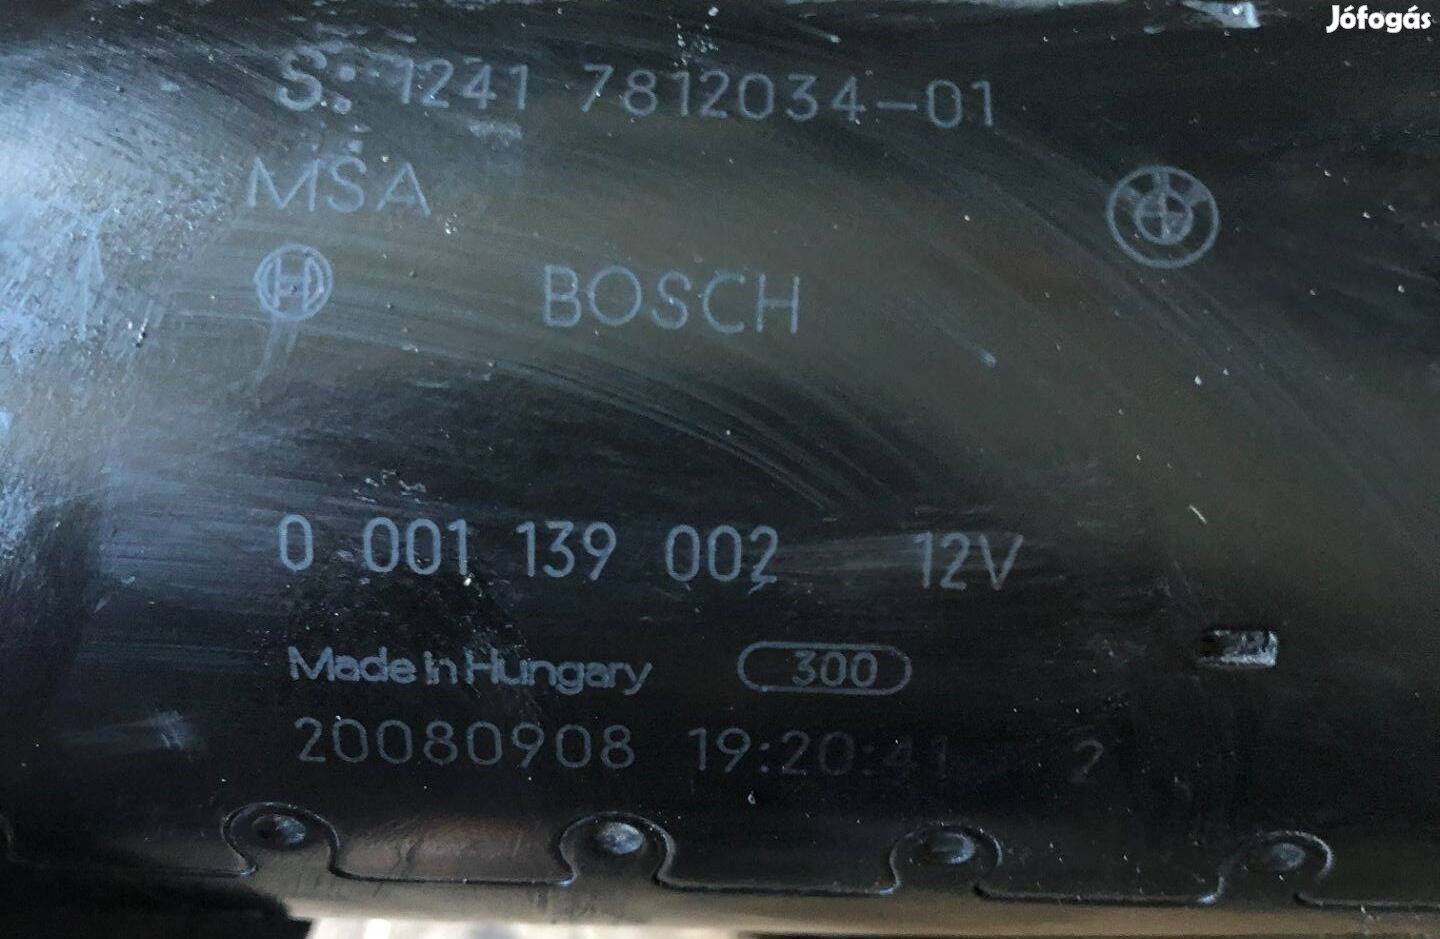 Jófogás
S: 1241 7812034-01
MSA
BOSCH
0 001 139 002 12V
Made in Hungary 300
20080908 19:20:41 2